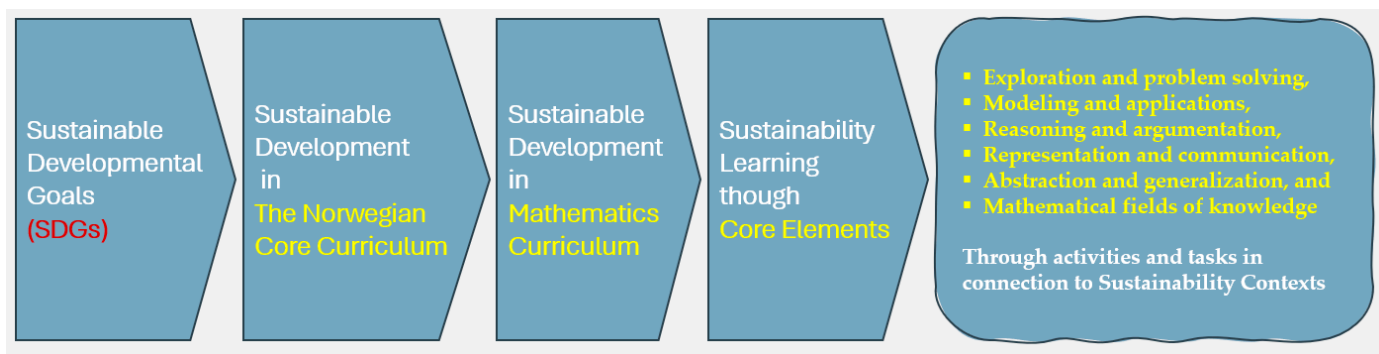 Sustainable
Developmental
Goals
(SDGs)
Sustainable
Development
in
The Norwegian
Core Curriculum
Sustainable
Development
in
Mathematics
Curriculum
Sustainability
Learning
though
Core Elements
▪ Exploration and problem solving,
▪ Modeling and applications,
▪ Reasoning and argumentation,
▪ Representation and communication,
▪ Abstraction and generalization, and
▪ Mathematical fields of knowledge
Through activities and tasks in
connection to Sustainability Contexts